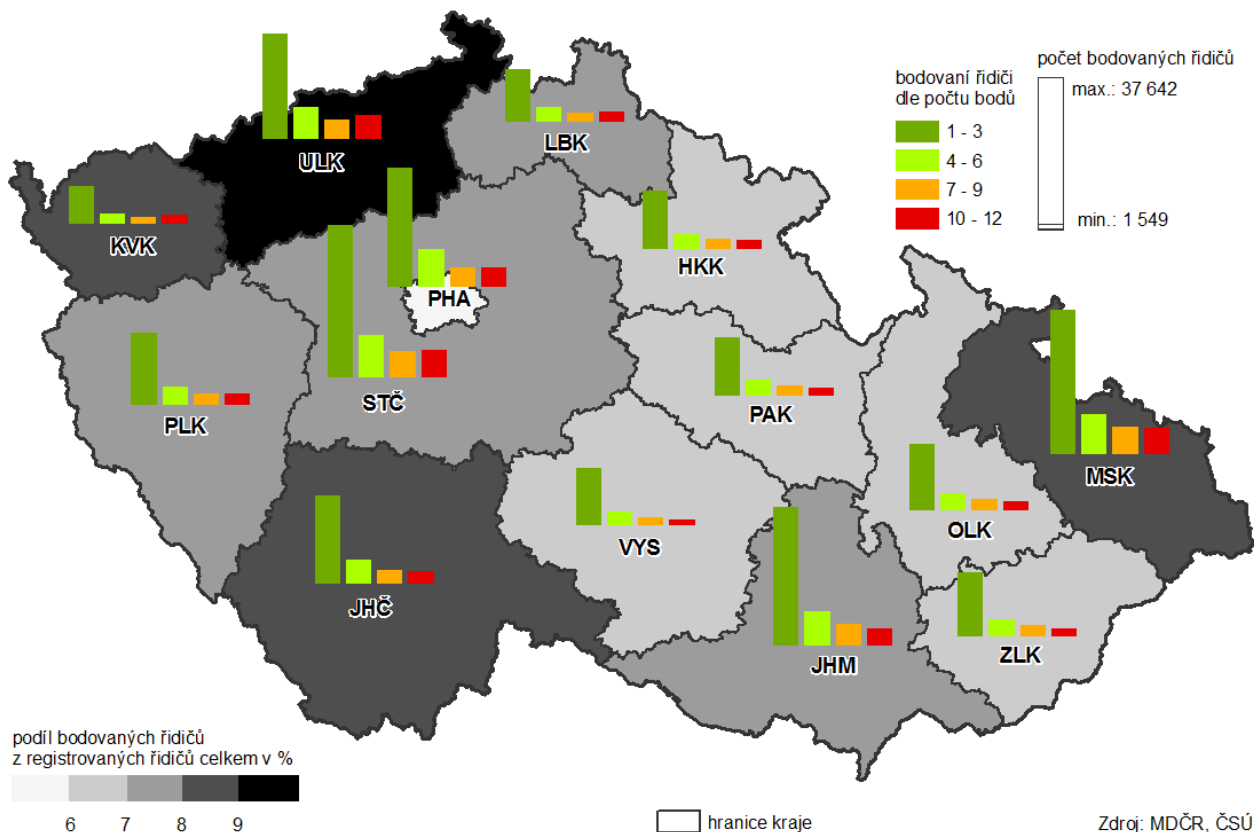 bodovaní řidiči
dle počtu bodů
1 - 3
4 - 6
7 - 9
10 - 12
počet bodovaných řidičů
max.: 37 642
min.: 1 549
ULK
LBK
KVK
HKK
PHA
STČ
PLK
PAK
MSK
OLK
VYS
JHČ
JHM
ZLK
podíl bodovaných řidičů
z registrovaných řidičů celkem v %
6 7 8 9
hranice kraje
Zdroj: MDČR, ČSÚ